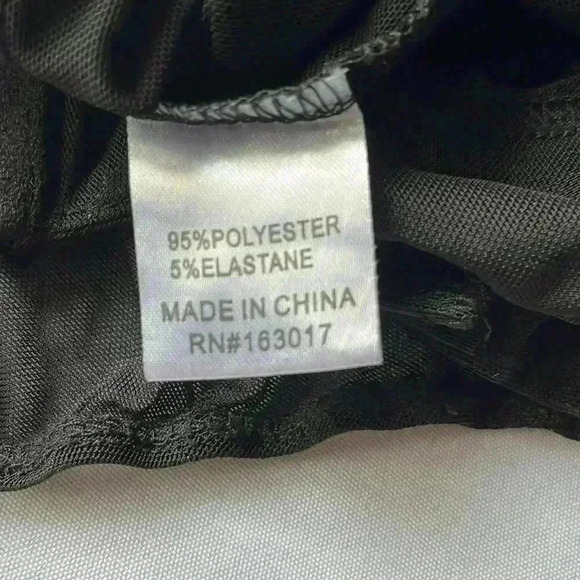 95%POLYESTER
5%ELASTANE
MADE IN CHINA
RN#163017